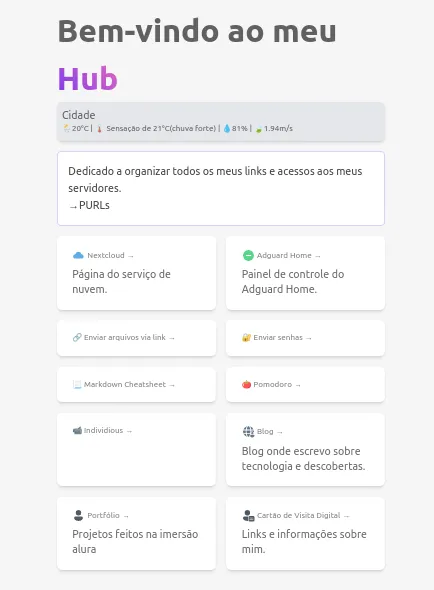 Bem-vindo ao meu
Hub
Cidade
20°C | Sensação de 21°C(chuva forte) | 81% | 1.94m/s
Dedicado a organizar todos os meus links e acessos aos meus
servidores.
→PURLs
Nextcloud →
Página do serviço de
nuvem.
Adguard Home →
Painel de controle do
Adguard Home.
Enviar arquivos via link →
Enviar senhas →
Markdown Cheatsheet →
Pomodoro →
Individious →
Blog →
Blog onde escrevo sobre
tecnologia e descobertas.
Portfólio →
Projetos feitos na imersão
alura
Cartão de Visita Digital →
Links e informações sobre
mim.